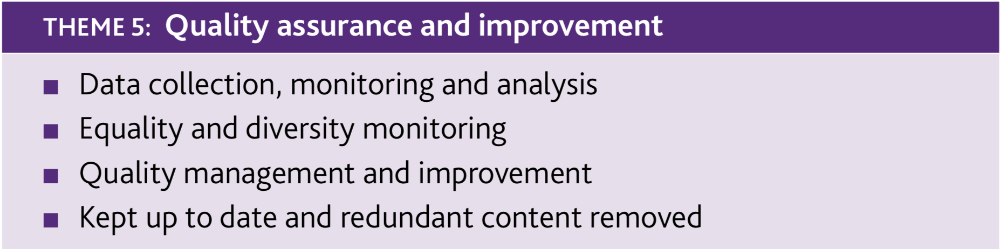 THEME 5: Quality assurance and improvement
■ Data collection, monitoring and analysis
■ Equality and diversity monitoring
■ Quality management and improvement
■ Kept up to date and redundant content removed